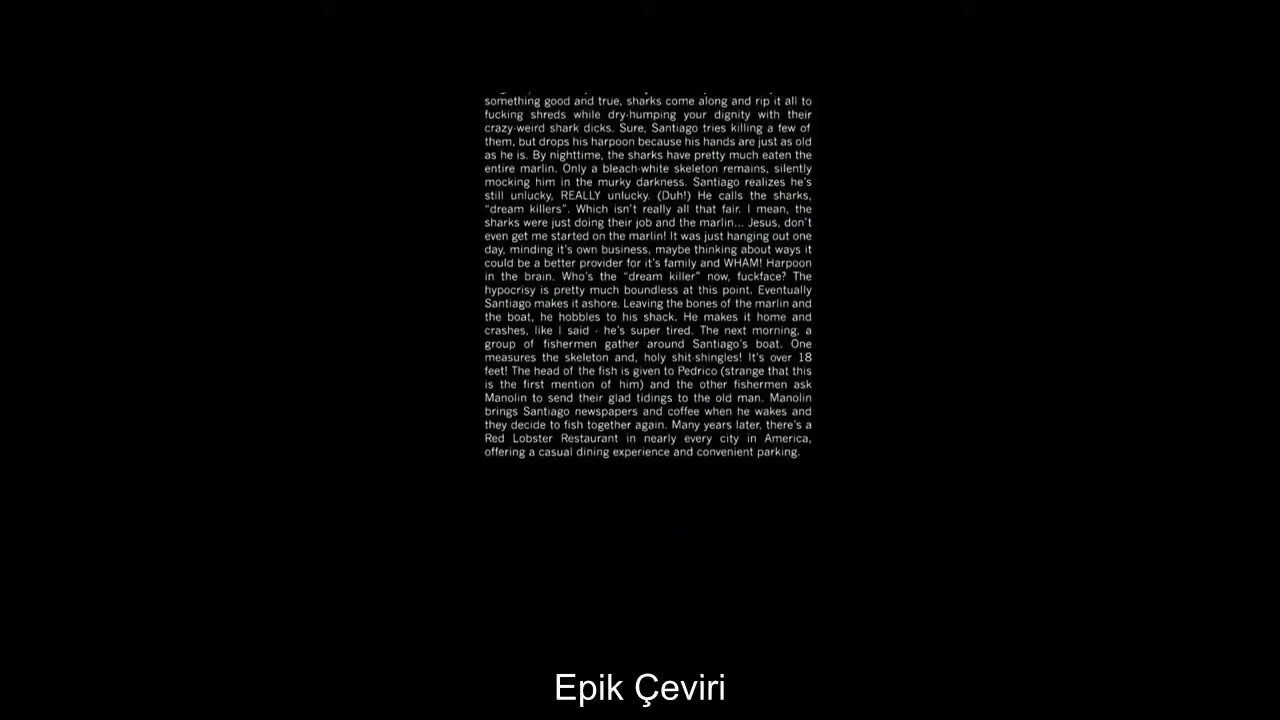 something good and true, sharks come along and rip it all to
fucking shreds while dry-humping your dignity with their
crazy-weird shark dicks. Sure, Santiago tries killing a few of
them, but drops his harpoon because his hands are just as old
as he is. By nighttime, the sharks have pretty much eaten the
entire marlin. Only a bleach-white skeleton remains, silently
mocking him in the murky darkness. Santiago realizes he's
still unlucky, REALLY unlucky. (Duh!) He calls the sharks,
“dream killers”. Which isn't really all that fair. I mean, the
sharks were just doing their job and the marlin... Jesus, don't
even get me started on the marlin! It was just hanging out one
day, minding it's own business, maybe thinking about ways it
could be a better provider for it's family and WHAM! Harpoon
in the brain. Who's the “dream killer” now, fuckface? The
hypocrisy is pretty much boundless at this point. Eventually
Santiago makes it ashore. Leaving the bones of the marlin and
the boat, he hobbles to his shack. He makes it home and
crashes, like I said - he's super tired. The next morning, a
group of fishermen gather around Santiago's boat. One
measures the skeleton and, holy shit-shingles! It's over 18
feet! The head of the fish is given to Pedrico (strange that this
is the first mention of him) and the other fishermen ask
Manolin to send their glad tidings to the old man. Manolin
brings Santiago newspapers and coffee when he wakes and
they decide to fish together again. Many years later, there's a
Red Lobster Restaurant in nearly every city in America,
offering a casual dining experience and convenient parking.
Epik Çeviri